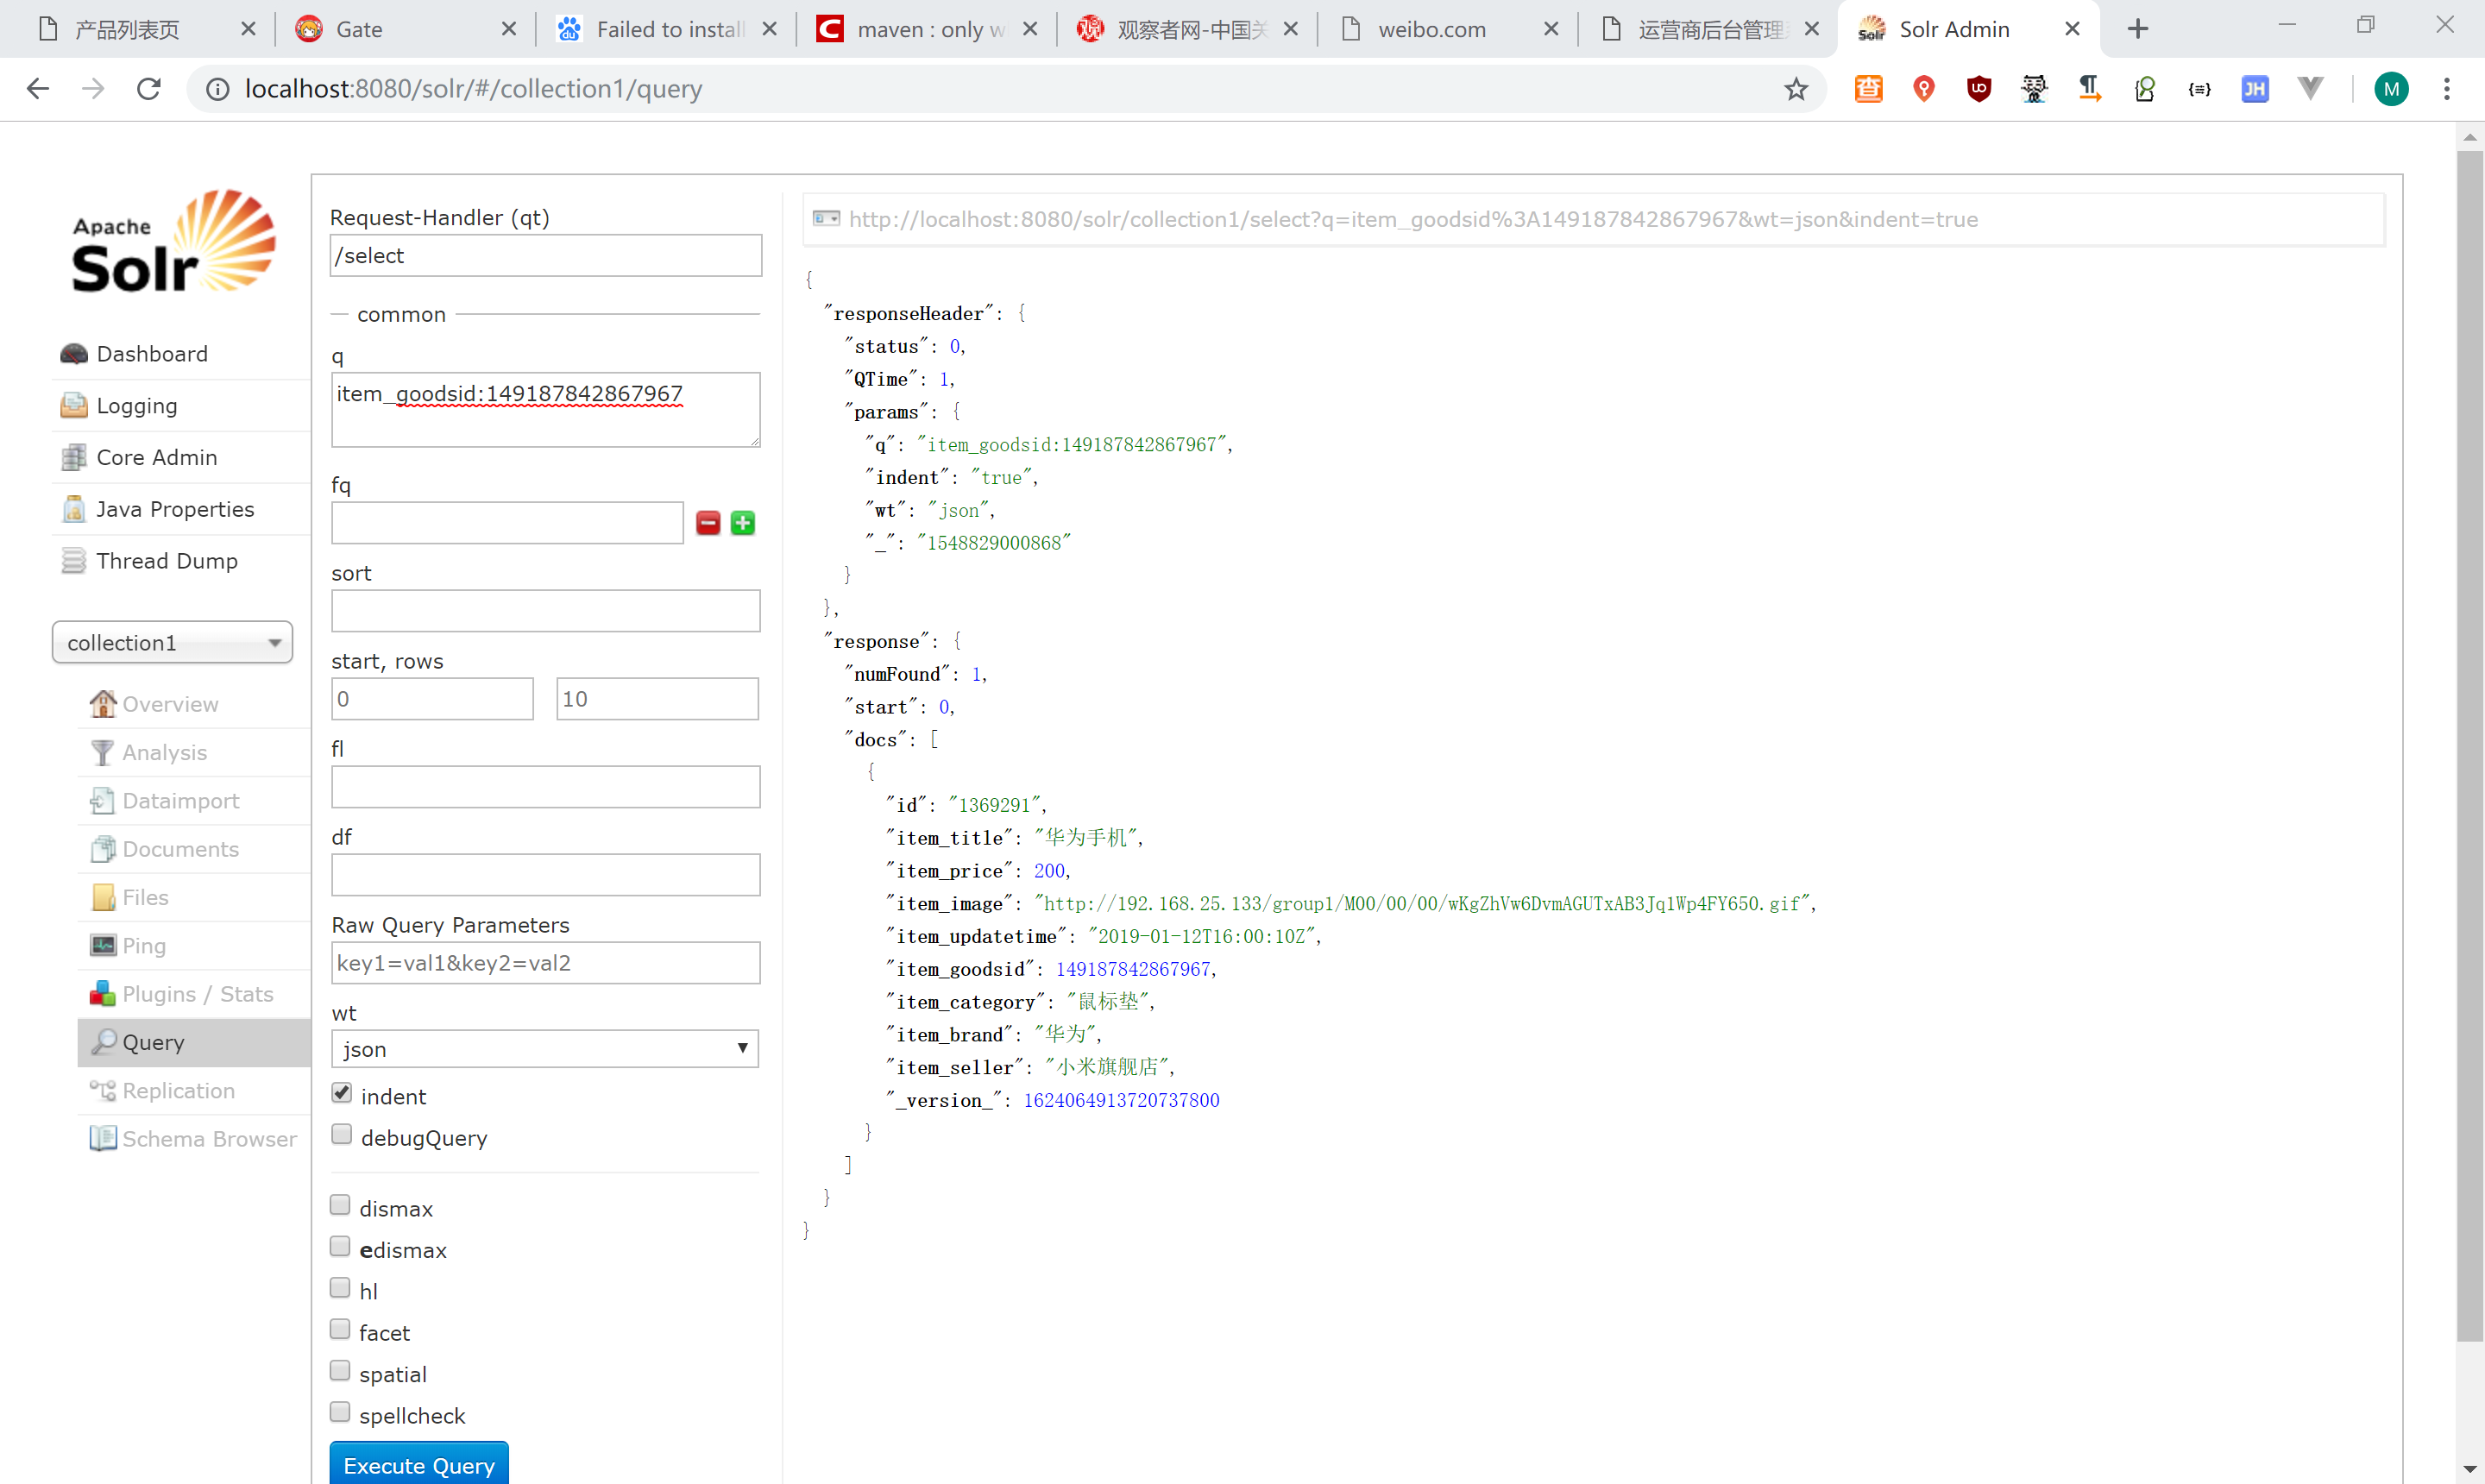 产品列表页
Gate
Failed to install
maven : only w
观察者网-中国关
weibo.com
运营商后台管理
Solr Admin
localhost:8080/solr/#/collection1/query
JH
M
Apache
Solr
Dashboard
Logging
Core Admin
Java Properties
Thread Dump
collection1
Overview
Analysis
Dataimport
Documents
Files
Ping
Plugins / Stats
Query
Replication
Schema Browser
Request-Handler (qt)
/select
common
q
item_goodsid:149187842867967
fq
sort
start, rows
0 10
fl
df
Raw Query Parameters
key1=val1&key2=val2
wt
json
indent
debugQuery
dismax
edismax
hl
facet
spatial
spellcheck
Execute Query
http://localhost:8080/solr/collection1/select?q=item_goodsid%3A149187842867967&wt=json&indent=true
{
"responseHeader": {
"status": 0,
"QTime": 1,
"params": {
"q": "item_goodsid:149187842867967",
"indent": "true",
"wt": "json",
"_": "1548829000868"
}
},
"response": {
"numFound": 1,
"start": 0,
"docs": [
{
"id": "1369291",
"item_title": "华为手机",
"item_price": 200,
"item_image": "http://192.168.25.133/group1/M00/00/00/wKgZhVw6DvmAGUTxAB3Jq1Wp4FY650.gif",
"item_updatetime": "2019-01-12T16:00:10Z",
"item_goodsid": 149187842867967,
"item_category": "鼠标垫",
"item_brand": "华为",
"item_seller": "小米旗舰店",
"_version_": 1624064913720737800
}
]
}
}